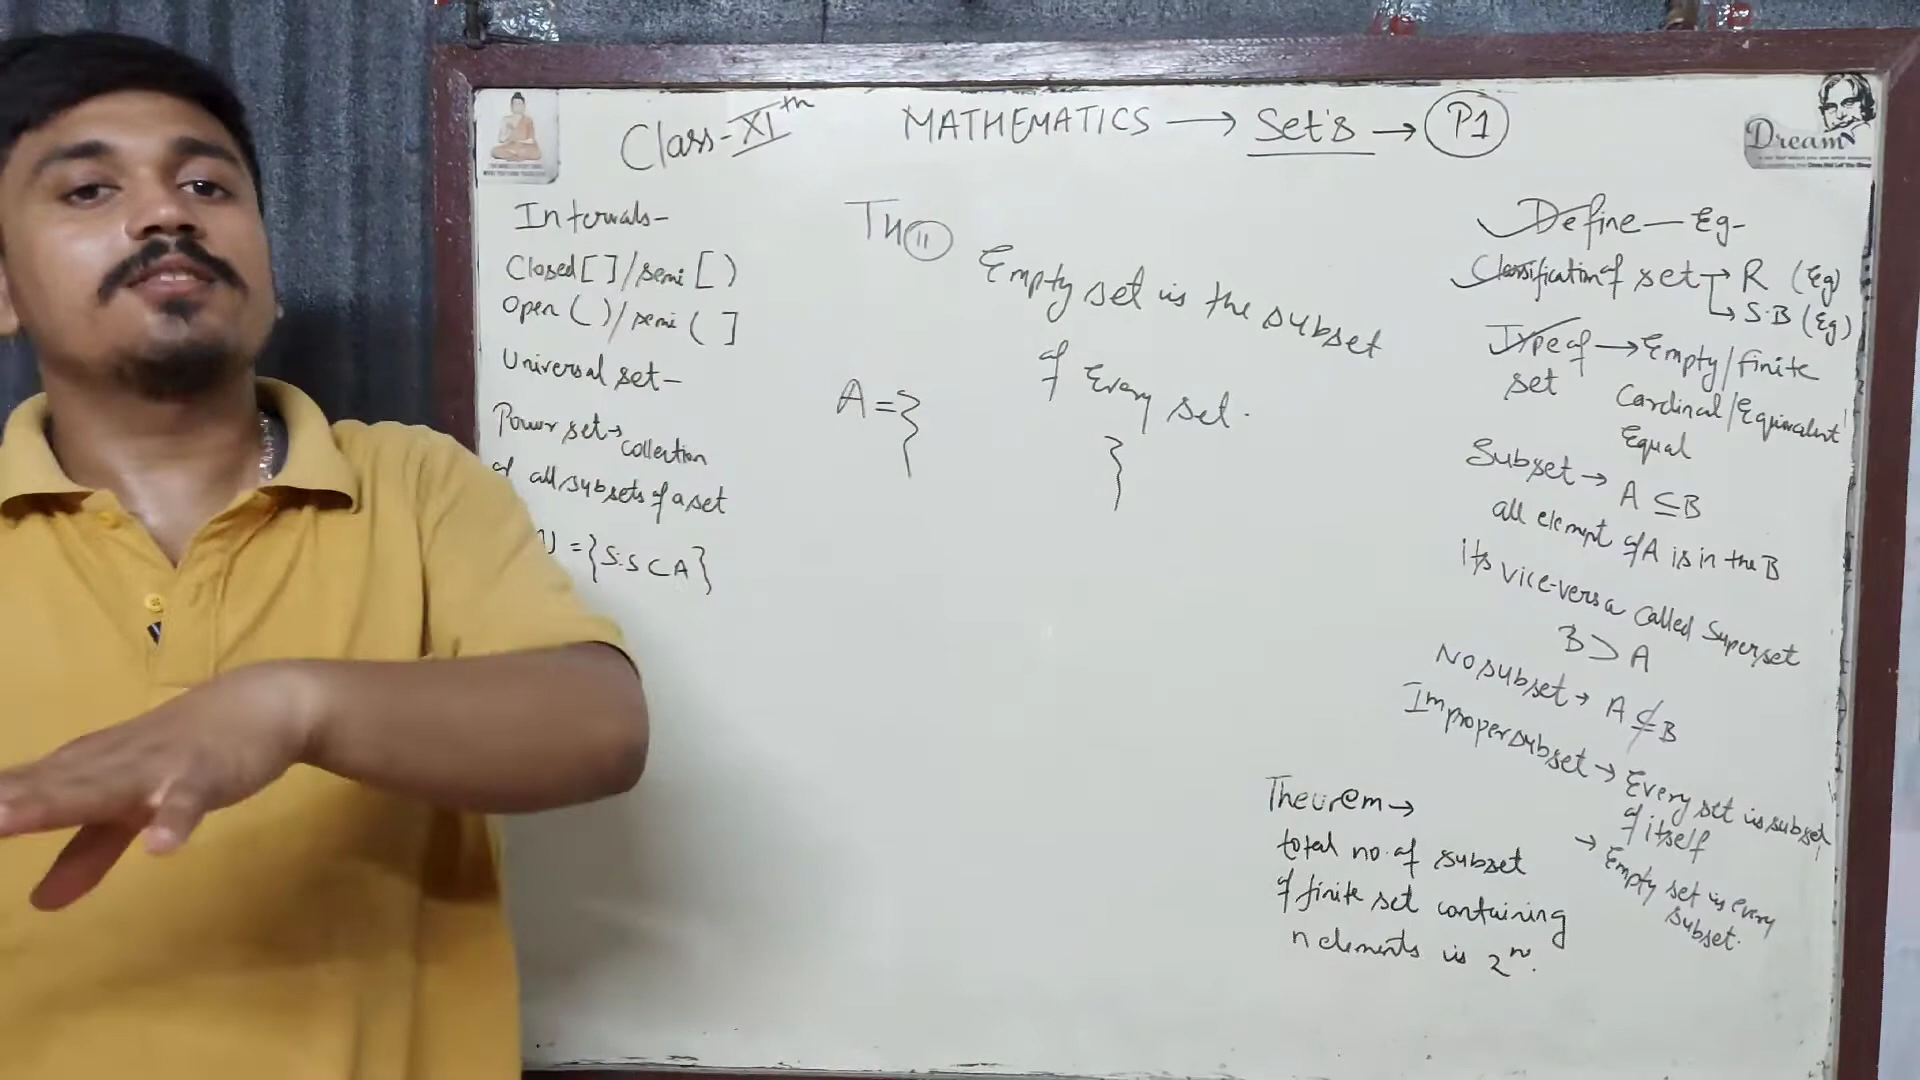 Class-XIth MATHEMATICS → Set's → P1
Dream
Intervals-
Closed[ ]/semi [ )
Open ( )/semi ( ]
Universal set-
Power set→ collection
of all subsets of a set
= {S:S⊂A}
TH (ii)
Empty set is the subset
of Every set.
A = {
}
Define — Eg-
Classification of set → R (Eg)
→ S.B (Eg)
Type of → Empty/finite
set Cardinal/Equivalent
Equal
Subset → A ⊆ B
all element of A is in the B
its vice-versa called Superset
B ⊃ A
No subset → A ⊈ B
Improper subset → Every set is subset
of itself
→ Empty set is every
subset.
Theorem →
total no. of subset
of finite set containing
n elements is 2ⁿ.